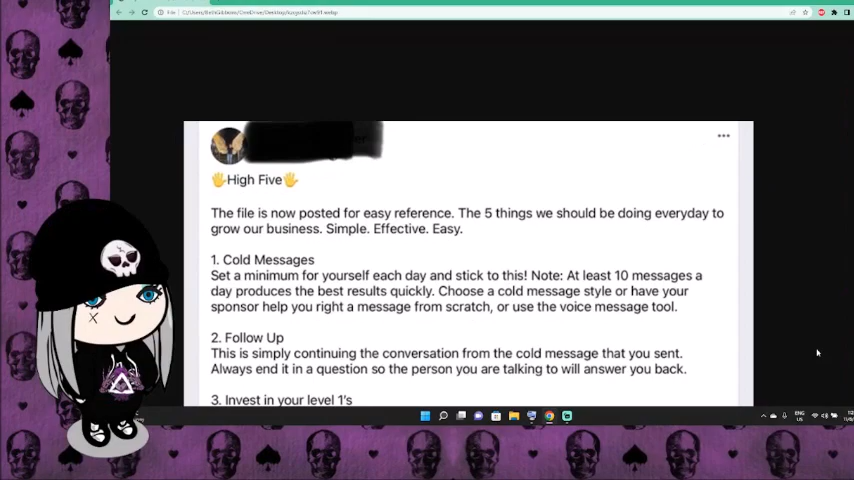 🖐High Five🖐
The file is now posted for easy reference. The 5 things we should be doing everyday to
grow our business. Simple. Effective. Easy.
1. Cold Messages
Set a minimum for yourself each day and stick to this! Note: At least 10 messages a
day produces the best results quickly. Choose a cold message style or have your
sponsor help you right a message from scratch, or use the voice message tool.
2. Follow Up
This is simply continuing the conversation from the cold message that you sent.
Always end it in a question so the person you are talking to will answer you back.
3. Invest in your level 1's
ENG
US